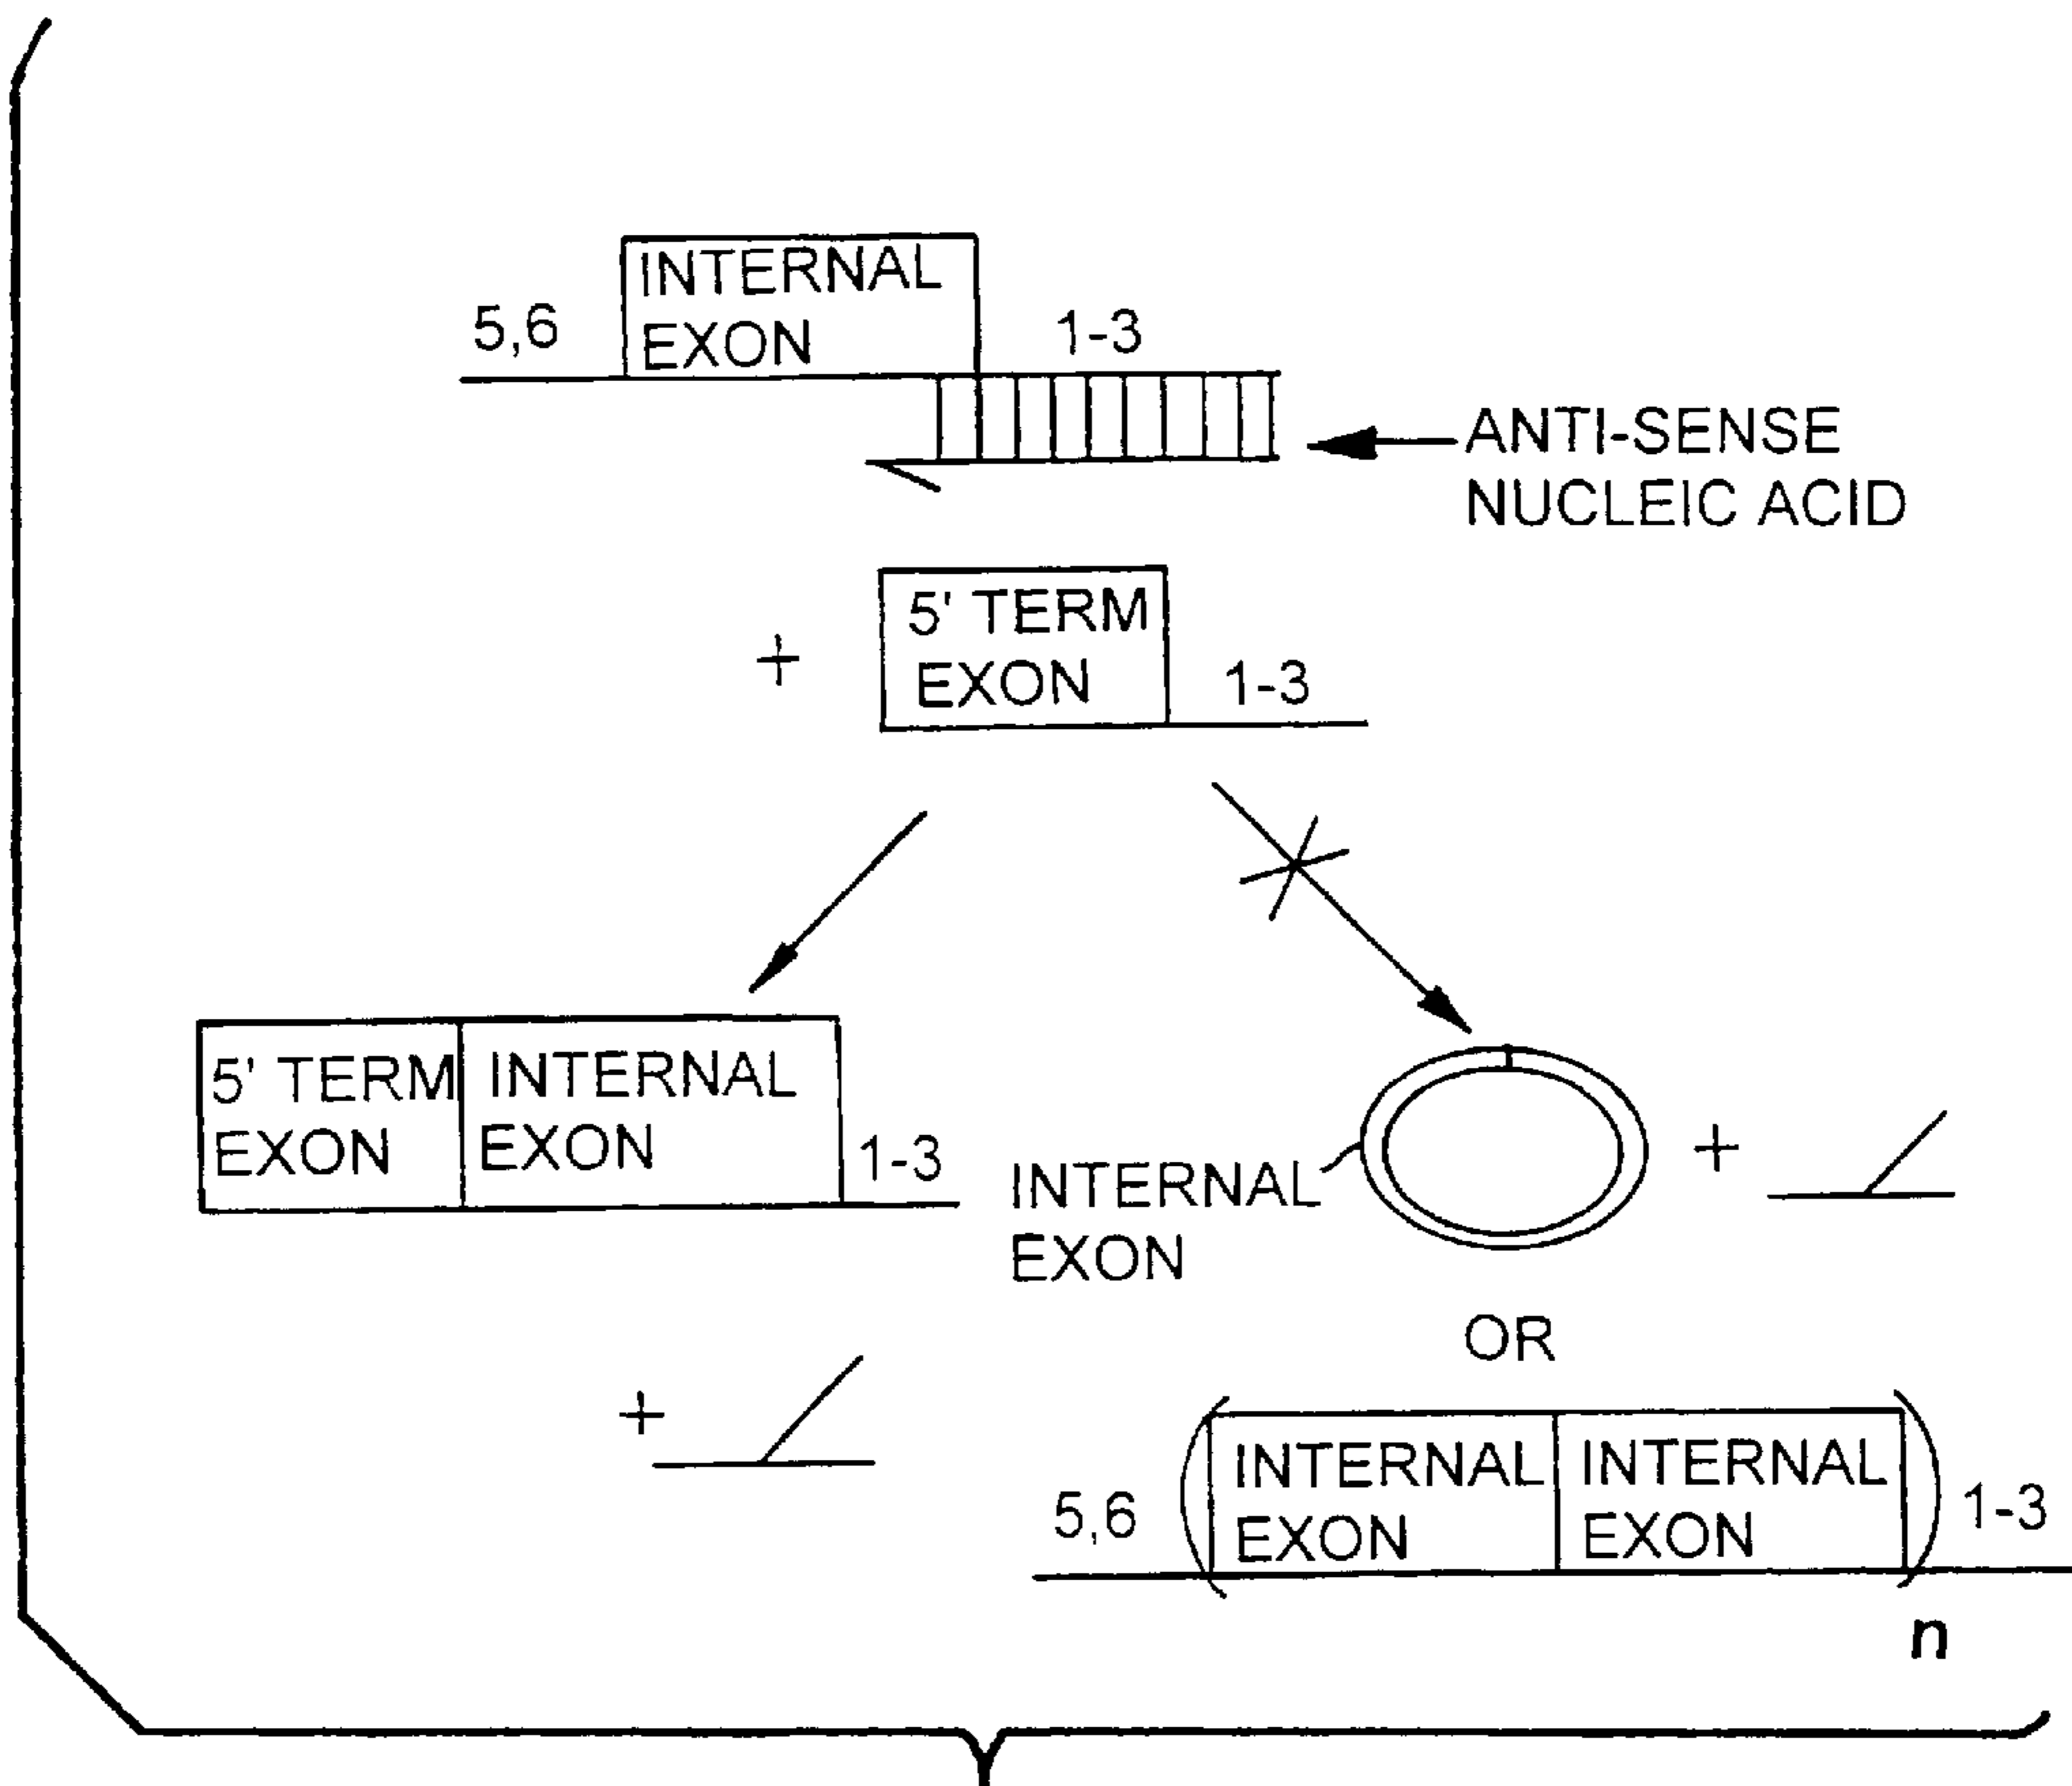 INTERNAL
EXON
5,6
1-3
ANTI-SENSE
NUCLEIC ACID
+
5' TERM
EXON
1-3
5' TERM
EXON
INTERNAL
EXON
1-3
INTERNAL
EXON
+
+
OR
5,6
INTERNAL
EXON
INTERNAL
EXON
1-3
n